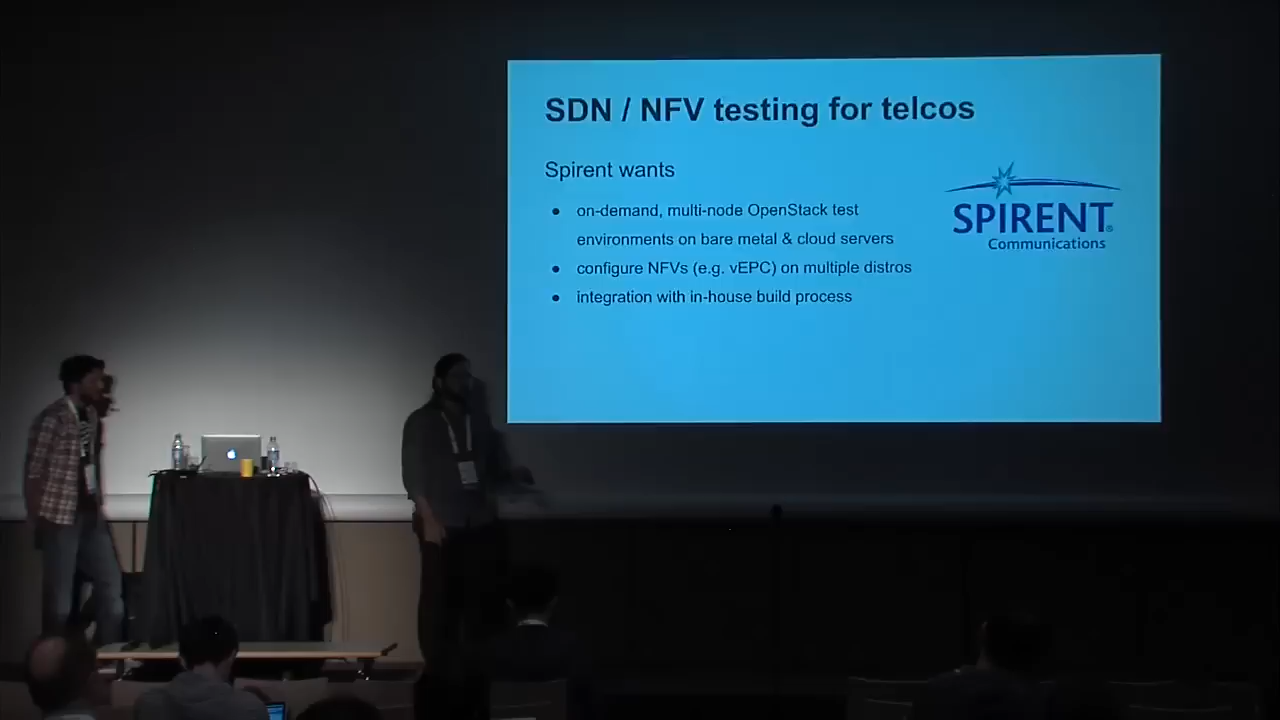 SDN / NFV testing for telcos
Spirent wants
● on-demand, multi-node OpenStack test
environments on bare metal & cloud servers
● configure NFVs (e.g. vEPC) on multiple distros
● integration with in-house build process
SPIRENT®
Communications